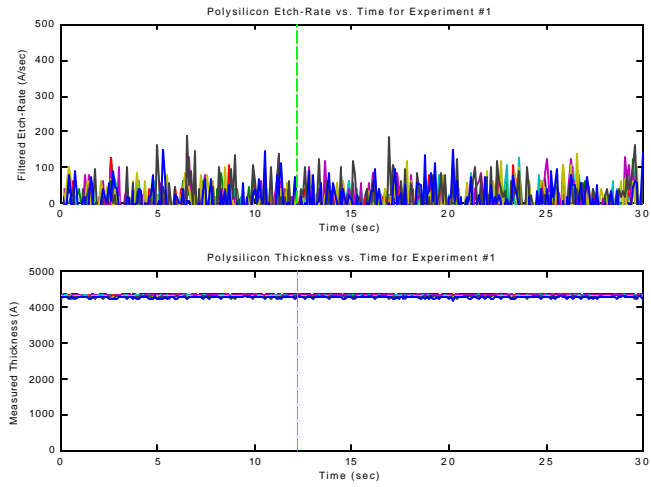 Polysilicon Etch-Rate vs. Time for Experiment #1
Filtered Etch-Rate (A/sec)
500
400
300
200
100
0
0 5 10 15 20 25 30
Time (sec)
Polysilicon Thickness vs. Time for Experiment #1
Measured Thickness (A)
5000
4000
3000
2000
1000
0
0 5 10 15 20 25 30
Time (sec)